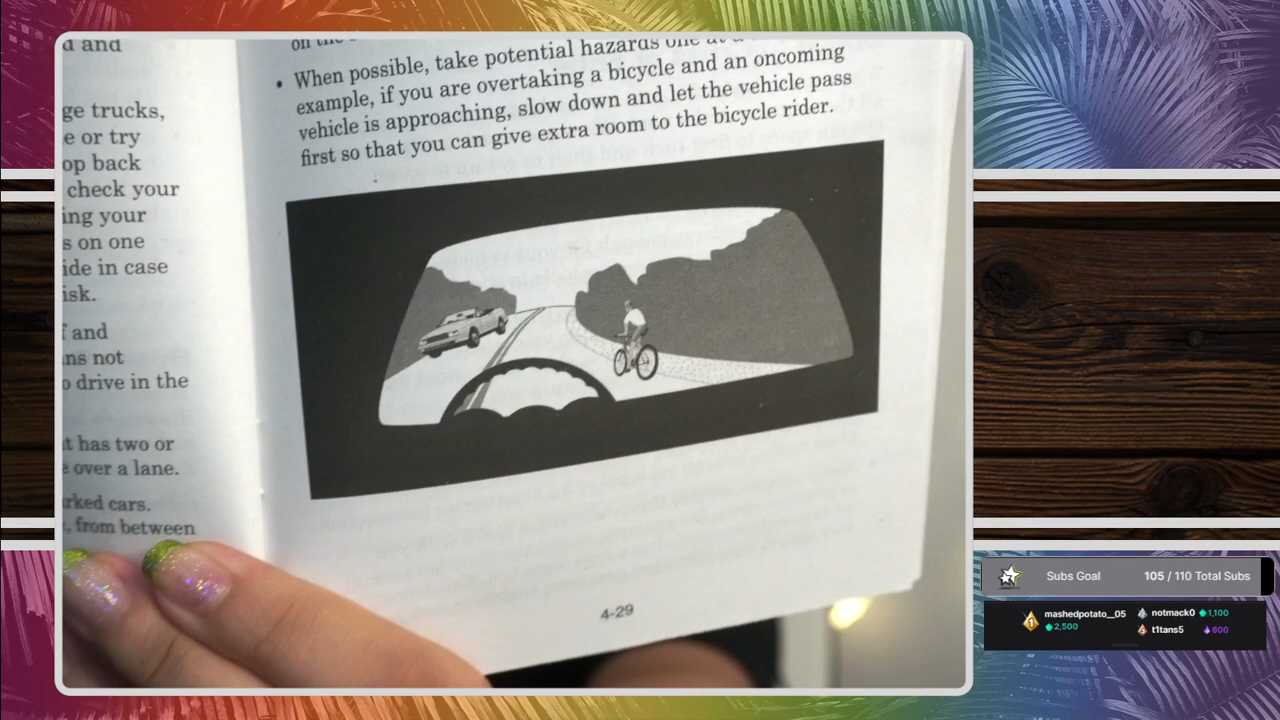 d and
ge trucks,
e or try
op back
check your
ing your
s on one
ide in case
isk.
f and
ns not
o drive in the
t has two or
e over a lane.
rked cars.
, from between
on the
• When possible, take potential hazards one at a
example, if you are overtaking a bicycle and an oncoming
vehicle is approaching, slow down and let the vehicle pass
first so that you can give extra room to the bicycle rider.
4-29
Subs Goal 105 / 110 Total Subs
1 mashedpotato__05 2,500
notmack0 1,100
t1tans5 600